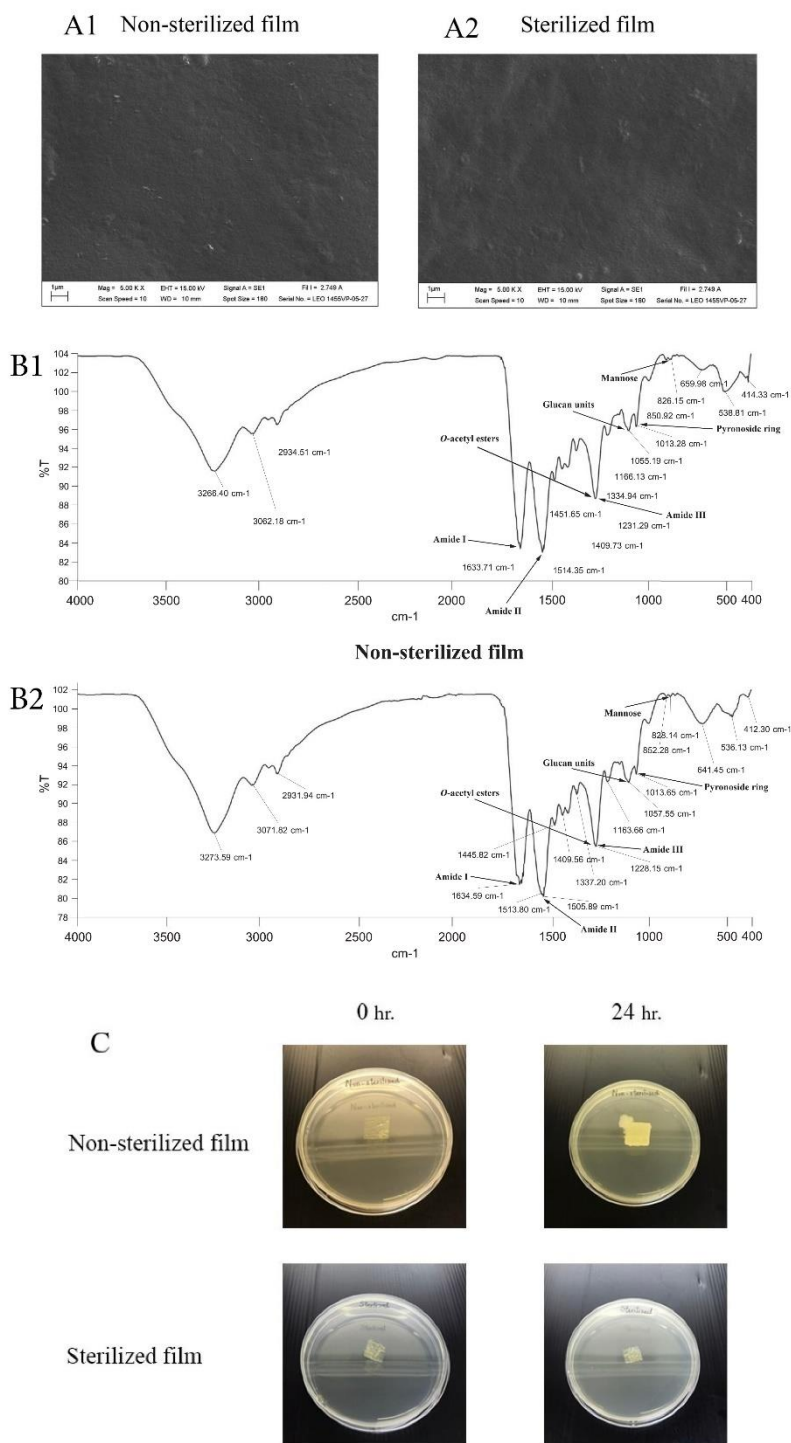 A1 Non-sterilized film
A2 Sterilized film
1µm Mag = 5.00 K X EHT = 15.00 kV Signal A = SE1 Fil I = 2.749 A
Scan Speed = 10 WD = 10 mm Spot Size = 160 Serial No. = LEO 1455VP-05-27
1µm Mag = 5.00 K X EHT = 15.00 kV Signal A = SE1 Fil I = 2.749 A
Scan Speed = 10 WD = 10 mm Spot Size = 160 Serial No. = LEO 1455VP-05-27
B1
%T
104
102
100
98
96
94
92
90
88
86
84
82
80
3266.40 cm-1
3062.18 cm-1
2934.51 cm-1
Amide I
1633.71 cm-1
1514.35 cm-1
Amide II
O-acetyl esters
Glucan units
Mannose
1451.65 cm-1
1409.73 cm-1
1334.94 cm-1
1231.29 cm-1
Amide III
1166.13 cm-1
1055.19 cm-1
1013.28 cm-1
Pyronoside ring
850.92 cm-1
826.15 cm-1
659.98 cm-1
538.81 cm-1
414.33 cm-1
4000 3500 3000 2500 2000 1500 1000 500 400
cm-1
Non-sterilized film
B2
%T
102
100
98
96
94
92
90
88
86
84
82
80
78
3273.59 cm-1
3071.82 cm-1
2931.94 cm-1
Amide I
1634.59 cm-1
1513.80 cm-1
1505.89 cm-1
Amide II
O-acetyl esters
Glucan units
Mannose
1445.82 cm-1
1409.56 cm-1
1337.20 cm-1
1228.15 cm-1
Amide III
1163.66 cm-1
1057.55 cm-1
1013.65 cm-1
Pyronoside ring
862.28 cm-1
828.14 cm-1
641.45 cm-1
536.13 cm-1
412.30 cm-1
4000 3500 3000 2500 2000 1500 1000 500 400
cm-1
C
0 hr. 24 hr.
Non-sterilized film
Non-sterilized
Non-sterilized
Sterilized film
Sterilized
Sterilized